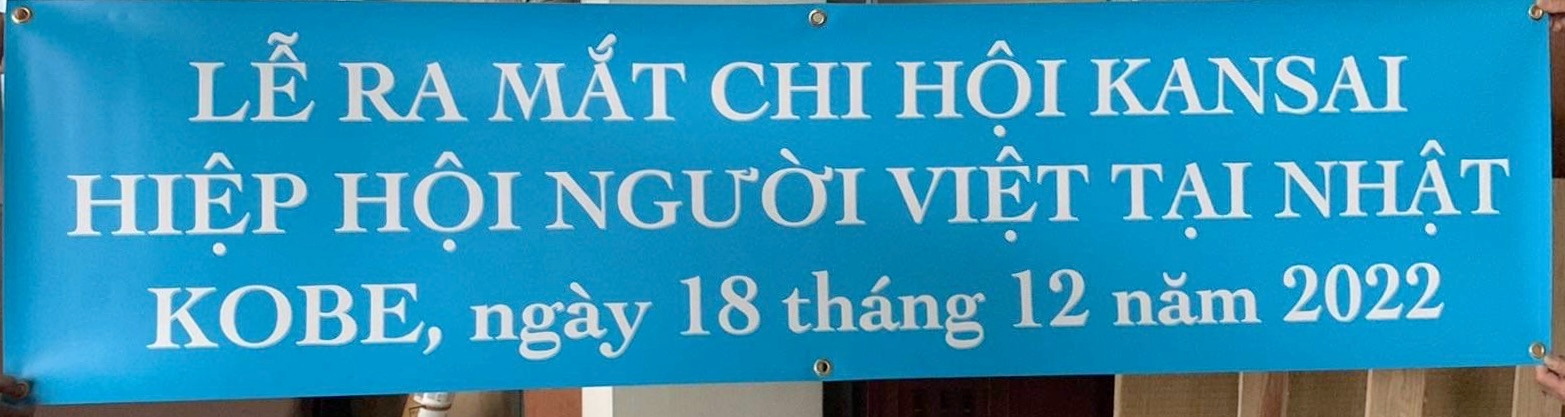 LỄ RA MẮT CHI HỘI KANSAI
HIỆP HỘI NGƯỜI VIỆT TẠI NHẬT
KOBE, ngày 18 tháng 12 năm 2022